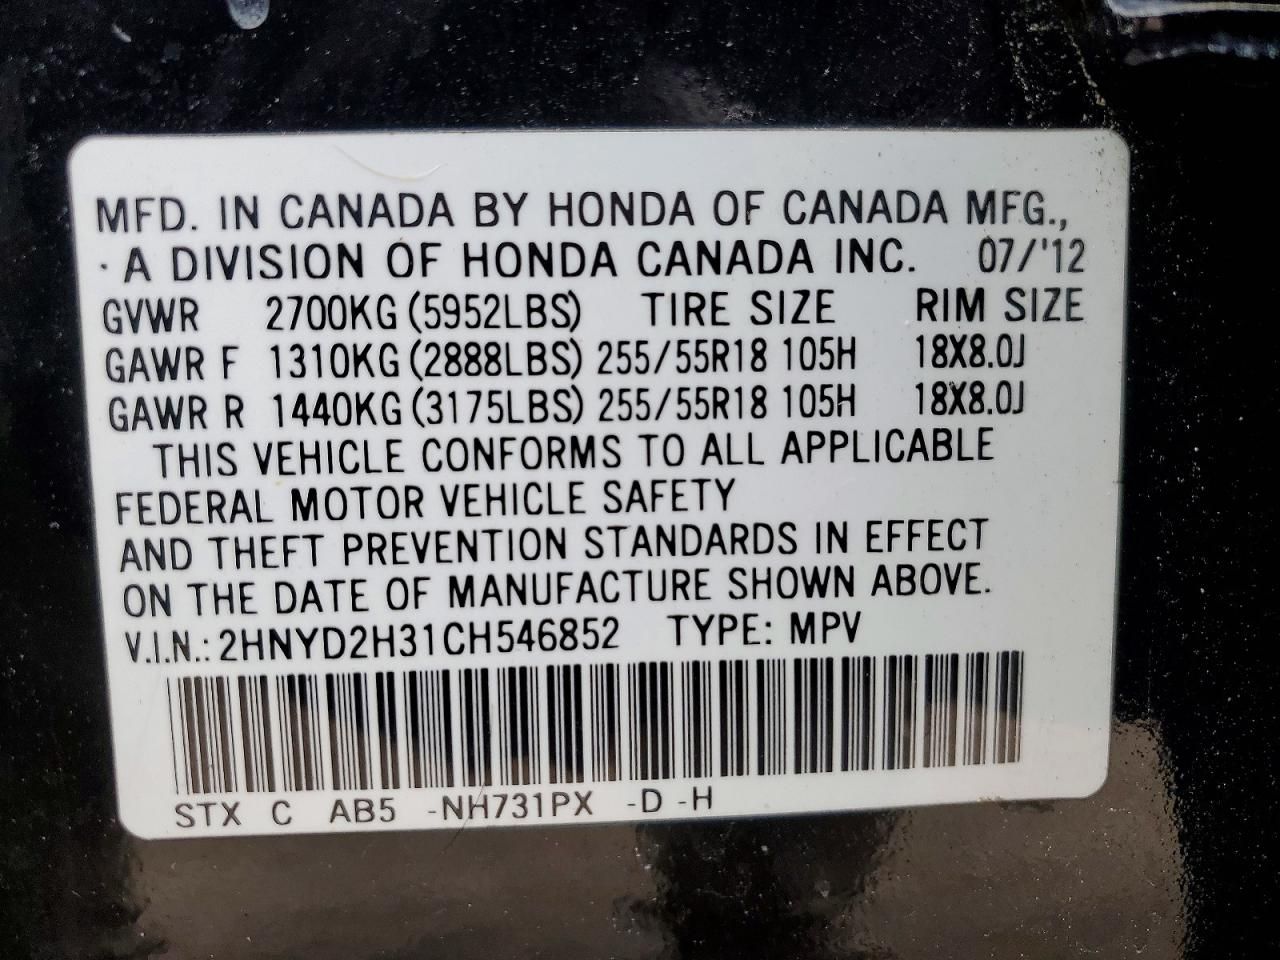 MFD. IN CANADA BY HONDA OF CANADA MFG.,
A DIVISION OF HONDA CANADA INC. 07/'12
GVWR 2700KG (5952LBS) TIRE SIZE RIM SIZE
GAWR F 1310KG (2888LBS) 255/55R18 105H 18X8.0J
GAWR R 1440KG (3175LBS) 255/55R18 105H 18X8.0J
THIS VEHICLE CONFORMS TO ALL APPLICABLE
FEDERAL MOTOR VEHICLE SAFETY
AND THEFT PREVENTION STANDARDS IN EFFECT
ON THE DATE OF MANUFACTURE SHOWN ABOVE.
V.I.N.: 2HNYD2H31CH546852 TYPE: MPV
STX C AB5 -NH731PX -D -H